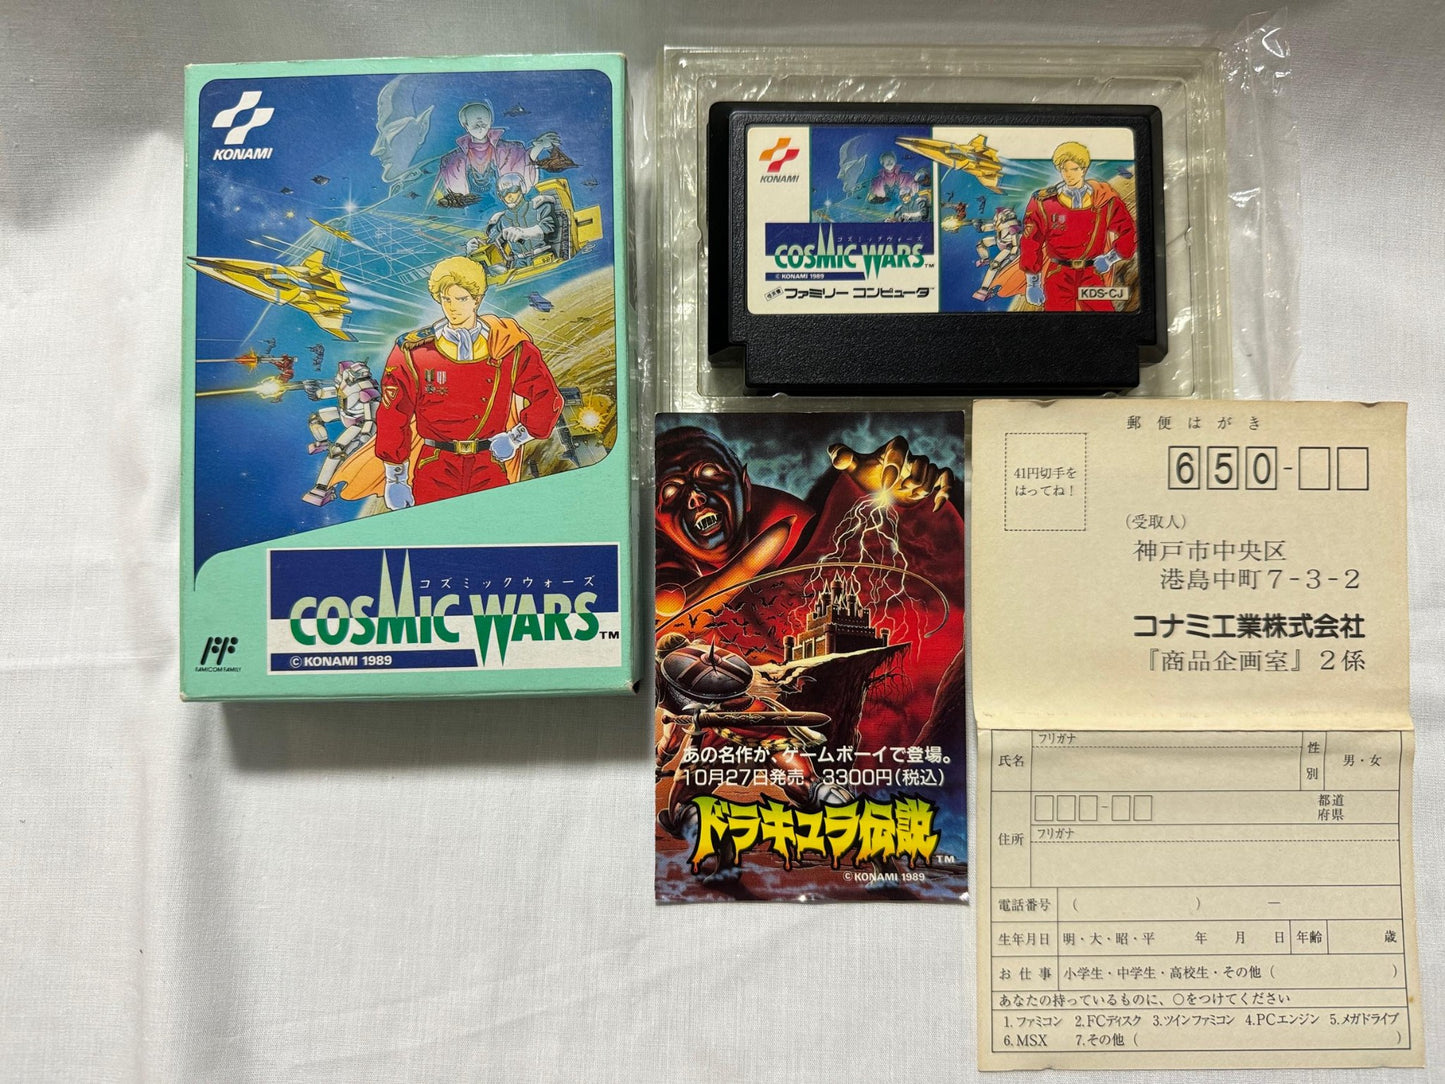 KONAMI
コズミックウォーズ
COSMIC WARS™
© KONAMI 1989
FAMICOM FAMILY
KONAMI
コズミックウォーズ
COSMIC WARS™
© KONAMI 1989
ファミリー コンピュータ
KDS-CJ
あの名作が、ゲームボーイで登場。
10月27日発売 3300円(税込)
ドラキュラ伝説™
© KONAMI 1989
郵便はがき
41円切手を
はってね!
650-
(受取人)
神戸市中央区
港島中町7-3-2
コナミ工業株式会社
『商品企画室』2係
フリガナ
氏名
性別
男・女
住所
都道
府県
フリガナ
電話番号 ( ) ―
生年月日 明・大・昭・平 年 月 日 年齢 歳
お仕事 小学生・中学生・高校生・その他 ( )
あなたの持っているものに、○をつけてください
1.ファミコン 2.FCディスク 3.ツインファミコン 4.PCエンジン 5.メガドライブ
6.MSX 7.その他 ( )